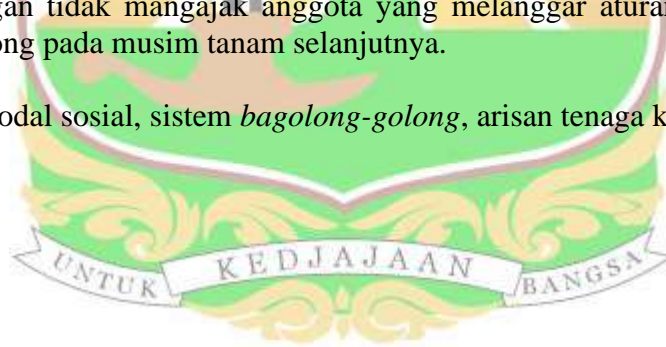 gan tidak mangajak anggota yang melanggar aturan
ong pada musim tanam selanjutnya.
odal sosial, sistem bagolong-golong, arisan tenaga k
UNTUK KEDJAJAAN BANGSA